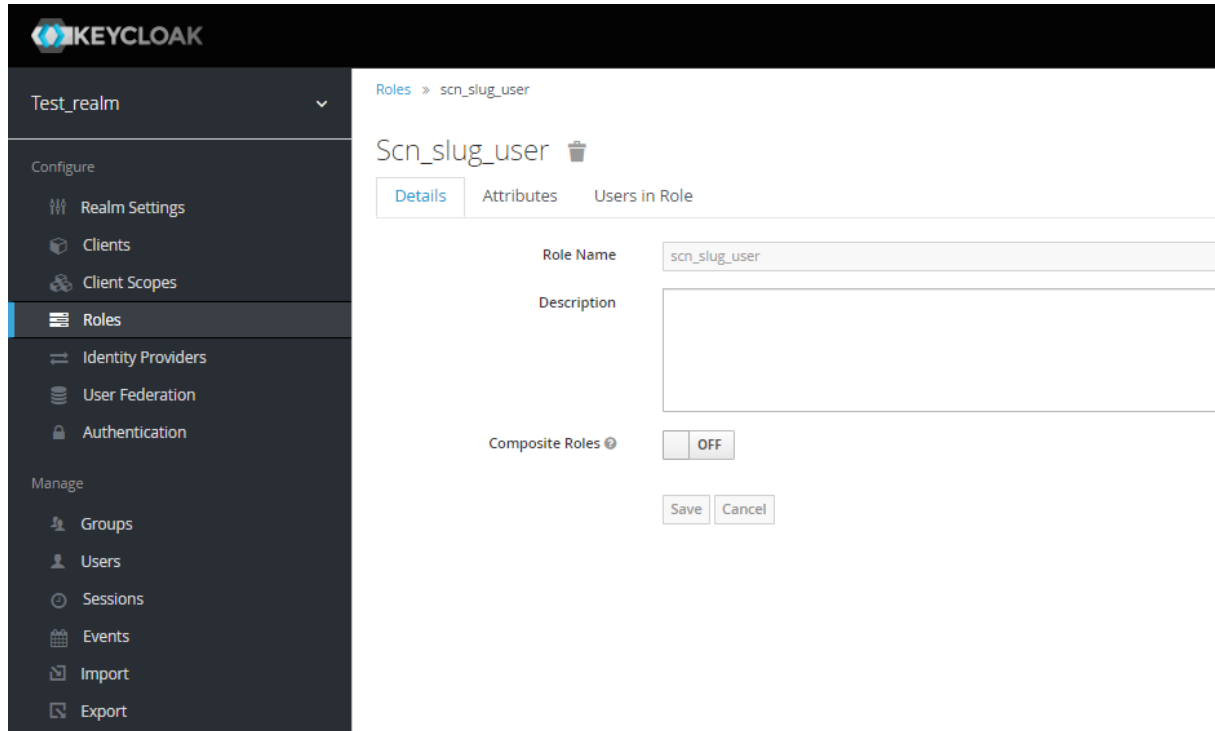 KEYCLOAK
Test_realm
Roles » scn_slug_user
Scn_slug_user
Configure
Realm Settings
Clients
Client Scopes
Roles
Identity Providers
User Federation
Authentication
Manage
Groups
Users
Sessions
Events
Import
Export
Details Attributes Users in Role
Role Name scn_slug_user
Description
Composite Roles OFF
Save Cancel